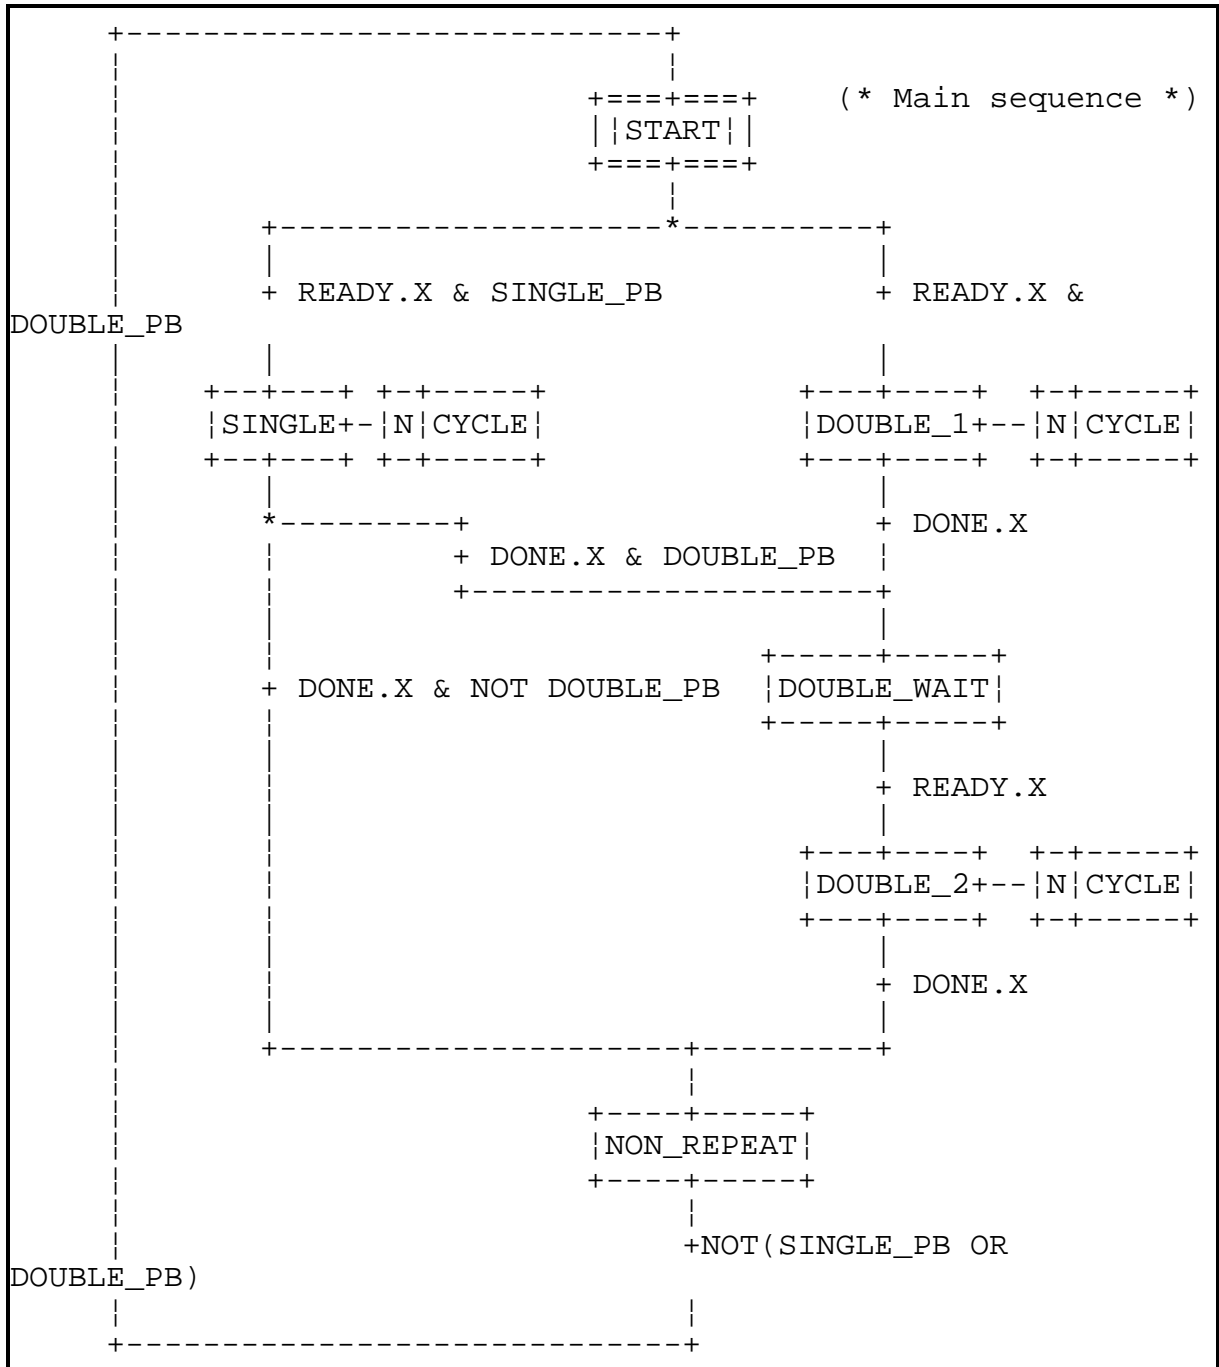 (* Main sequence *)
START
READY.X & SINGLE_PB READY.X &
DOUBLE_PB
SINGLE N CYCLE DOUBLE_1 N CYCLE
DONE.X
DONE.X & DOUBLE_PB
DONE.X & NOT DOUBLE_PB DOUBLE_WAIT
READY.X
DOUBLE_2 N CYCLE
DONE.X
NON_REPEAT
NOT(SINGLE_PB OR
DOUBLE_PB)